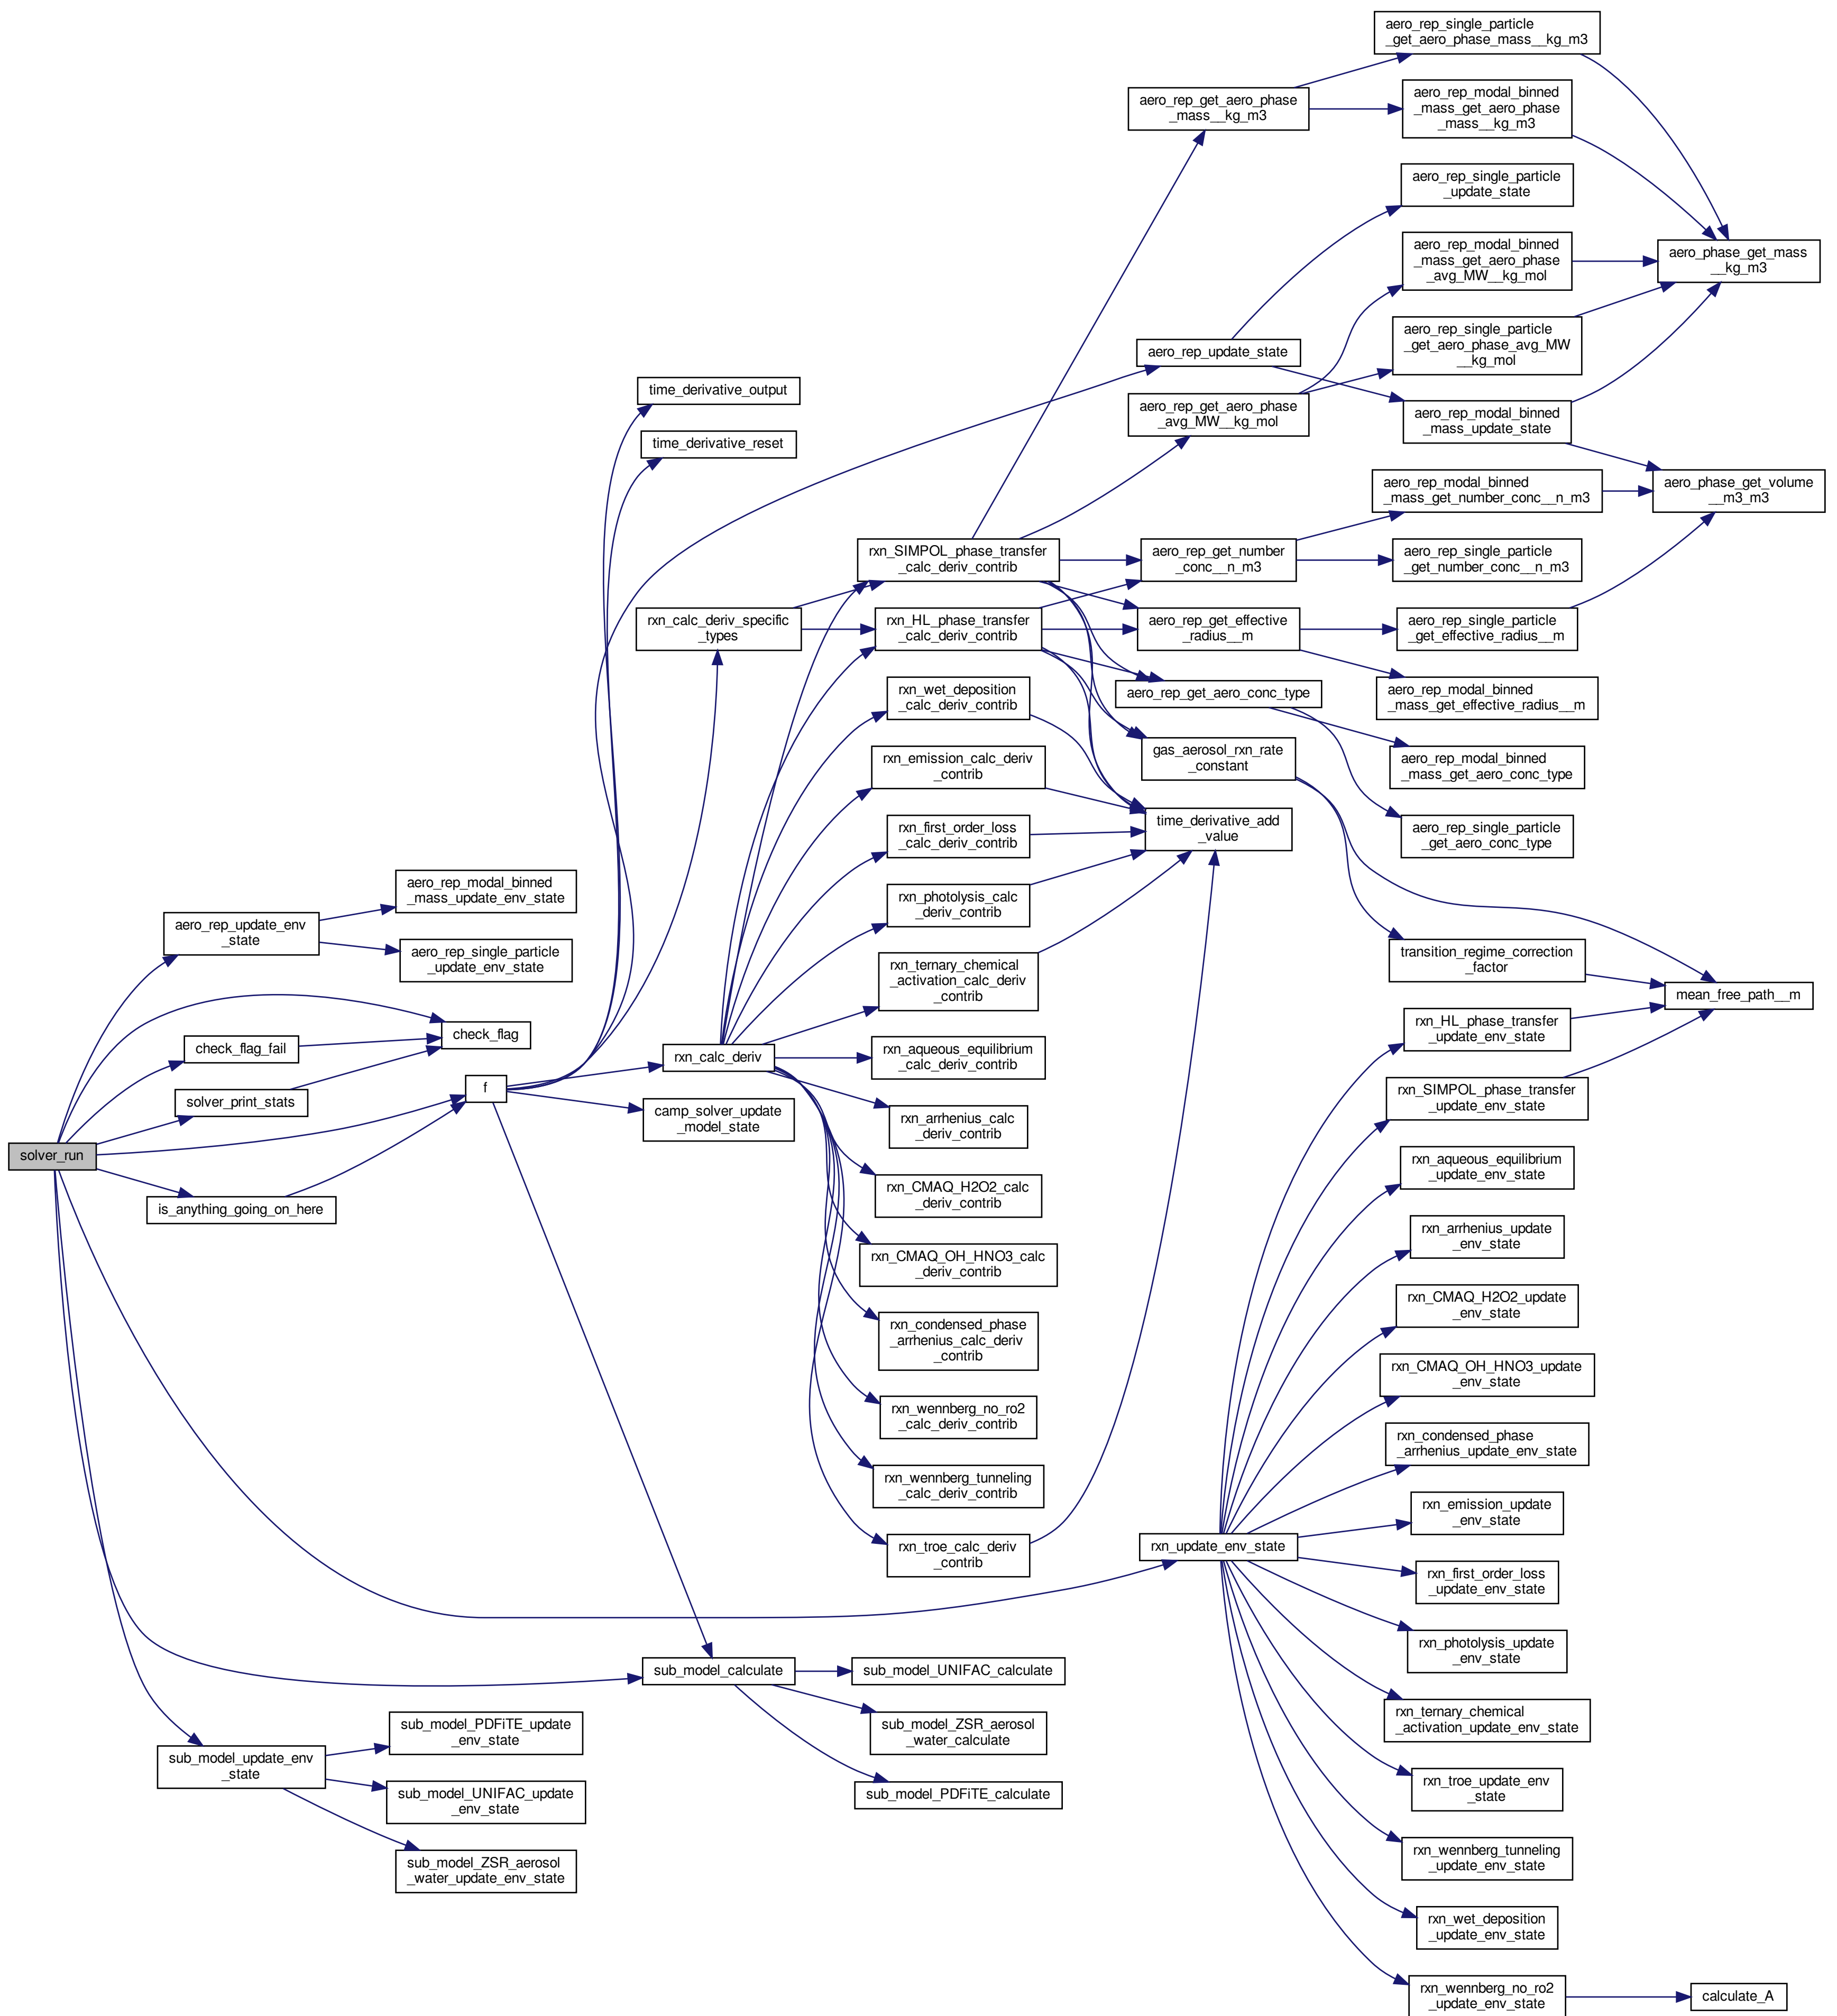 aero_rep_single_particle
_get_aero_phase_mass__kg_m3
aero_rep_get_aero_phase
_mass__kg_m3
aero_rep_modal_binned
_mass_get_aero_phase
_mass__kg_m3
aero_rep_single_particle
_update_state
aero_rep_modal_binned
_mass_get_aero_phase
_avg_MW__kg_mol
aero_phase_get_mass
__kg_m3
aero_rep_update_state
aero_rep_single_particle
_get_aero_phase_avg_MW
__kg_mol
time_derivative_output
aero_rep_get_aero_phase
_avg_MW__kg_mol
aero_rep_modal_binned
_mass_update_state
time_derivative_reset
aero_rep_modal_binned
_mass_get_number_conc__n_m3
aero_phase_get_volume
__m3_m3
rxn_SIMPOL_phase_transfer
_calc_deriv_contrib
aero_rep_get_number
_conc__n_m3
aero_rep_single_particle
_get_number_conc__n_m3
rxn_calc_deriv_specific
_types
rxn_HL_phase_transfer
_calc_deriv_contrib
aero_rep_get_effective
_radius__m
aero_rep_single_particle
_get_effective_radius__m
rxn_wet_deposition
_calc_deriv_contrib
aero_rep_get_aero_conc_type
aero_rep_modal_binned
_mass_get_effective_radius__m
rxn_emission_calc_deriv
_contrib
gas_aerosol_rxn_rate
_constant
aero_rep_modal_binned
_mass_get_aero_conc_type
rxn_first_order_loss
_calc_deriv_contrib
time_derivative_add
_value
aero_rep_single_particle
_get_aero_conc_type
aero_rep_modal_binned
_mass_update_env_state
rxn_photolysis_calc
_deriv_contrib
aero_rep_update_env
_state
aero_rep_single_particle
_update_env_state
rxn_ternary_chemical
_activation_calc_deriv
_contrib
transition_regime_correction
_factor
mean_free_path__m
check_flag
check_flag_fail
rxn_calc_deriv
rxn_aqueous_equilibrium
_calc_deriv_contrib
rxn_HL_phase_transfer
_update_env_state
solver_print_stats
f
camp_solver_update
_model_state
rxn_arrhenius_calc
_deriv_contrib
rxn_SIMPOL_phase_transfer
_update_env_state
solver_run
is_anything_going_on_here
rxn_CMAQ_H2O2_calc
_deriv_contrib
rxn_aqueous_equilibrium
_update_env_state
rxn_CMAQ_OH_HNO3_calc
_deriv_contrib
rxn_arrhenius_update
_env_state
rxn_condensed_phase
_arrhenius_calc_deriv
_contrib
rxn_CMAQ_H2O2_update
_env_state
rxn_wennberg_no_ro2
_calc_deriv_contrib
rxn_CMAQ_OH_HNO3_update
_env_state
rxn_wennberg_tunneling
_calc_deriv_contrib
rxn_condensed_phase
_arrhenius_update_env_state
rxn_troe_calc_deriv
_contrib
rxn_update_env_state
rxn_emission_update
_env_state
rxn_first_order_loss
_update_env_state
sub_model_calculate
sub_model_UNIFAC_calculate
rxn_photolysis_update
_env_state
sub_model_PDFiTE_update
_env_state
sub_model_ZSR_aerosol
_water_calculate
rxn_ternary_chemical
_activation_update_env_state
sub_model_update_env
_state
sub_model_UNIFAC_update
_env_state
sub_model_PDFiTE_calculate
rxn_troe_update_env
_state
sub_model_ZSR_aerosol
_water_update_env_state
rxn_wennberg_tunneling
_update_env_state
rxn_wet_deposition
_update_env_state
rxn_wennberg_no_ro2
_update_env_state
calculate_A